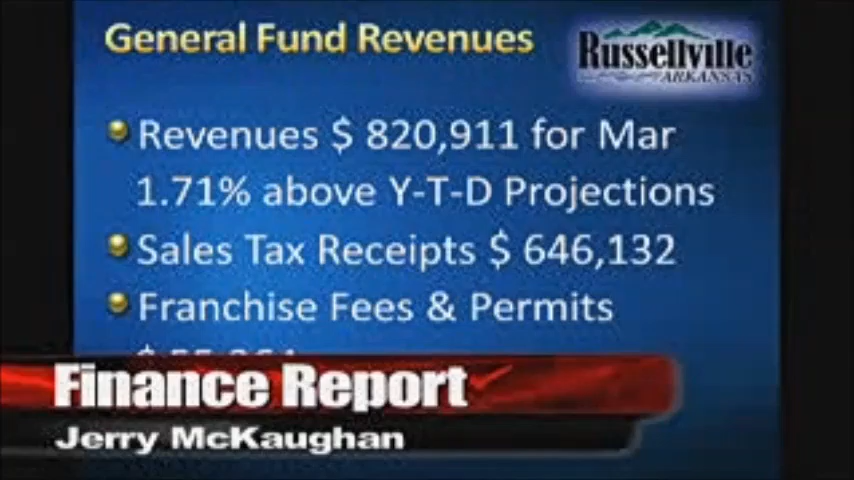 General Fund Revenues
Russellville
ARKANSAS
Revenues $ 820,911 for Mar
1.71% above Y-T-D Projections
Sales Tax Receipts $ 646,132
Franchise Fees & Permits
Finance Report
Jerry McKaughan